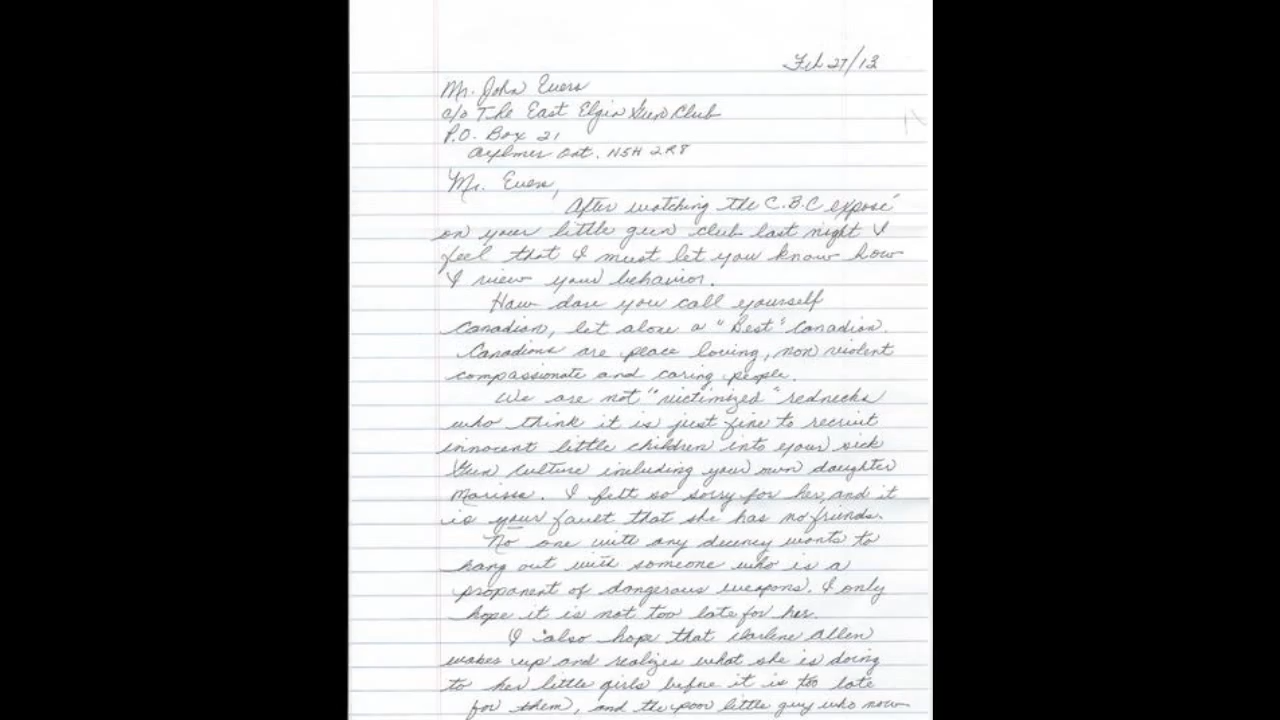 Feb 27/13
Mr. John Evers
c/o The East Elgin Gun Club
P.O. Box 21
Aylmer Ont. N5H 2R8
Mr. Evers,
After watching the C.B.C exposé
on your little gun club last night I
feel that I must let you know how
I view your behavior.
How dare you call yourself
Canadian, let alone a "Best" Canadian.
Canadians are peace loving, non violent
compassionate and caring people.
We are not "victimized" rednecks
who think it is just fine to recruit
innocent little children into your sick
Gun culture including your own daughter
Marissa. I felt so sorry for her, and it
is your fault that she has no friends.
No one with any decency wants to
hang out with someone who is a
proponent of dangerous weapons. I only
hope it is not too late for her.
I also hope that Darlene Allen
wakes up and realizes what she is doing
to her little girls before it is too late
for them, and the poor little guy who now